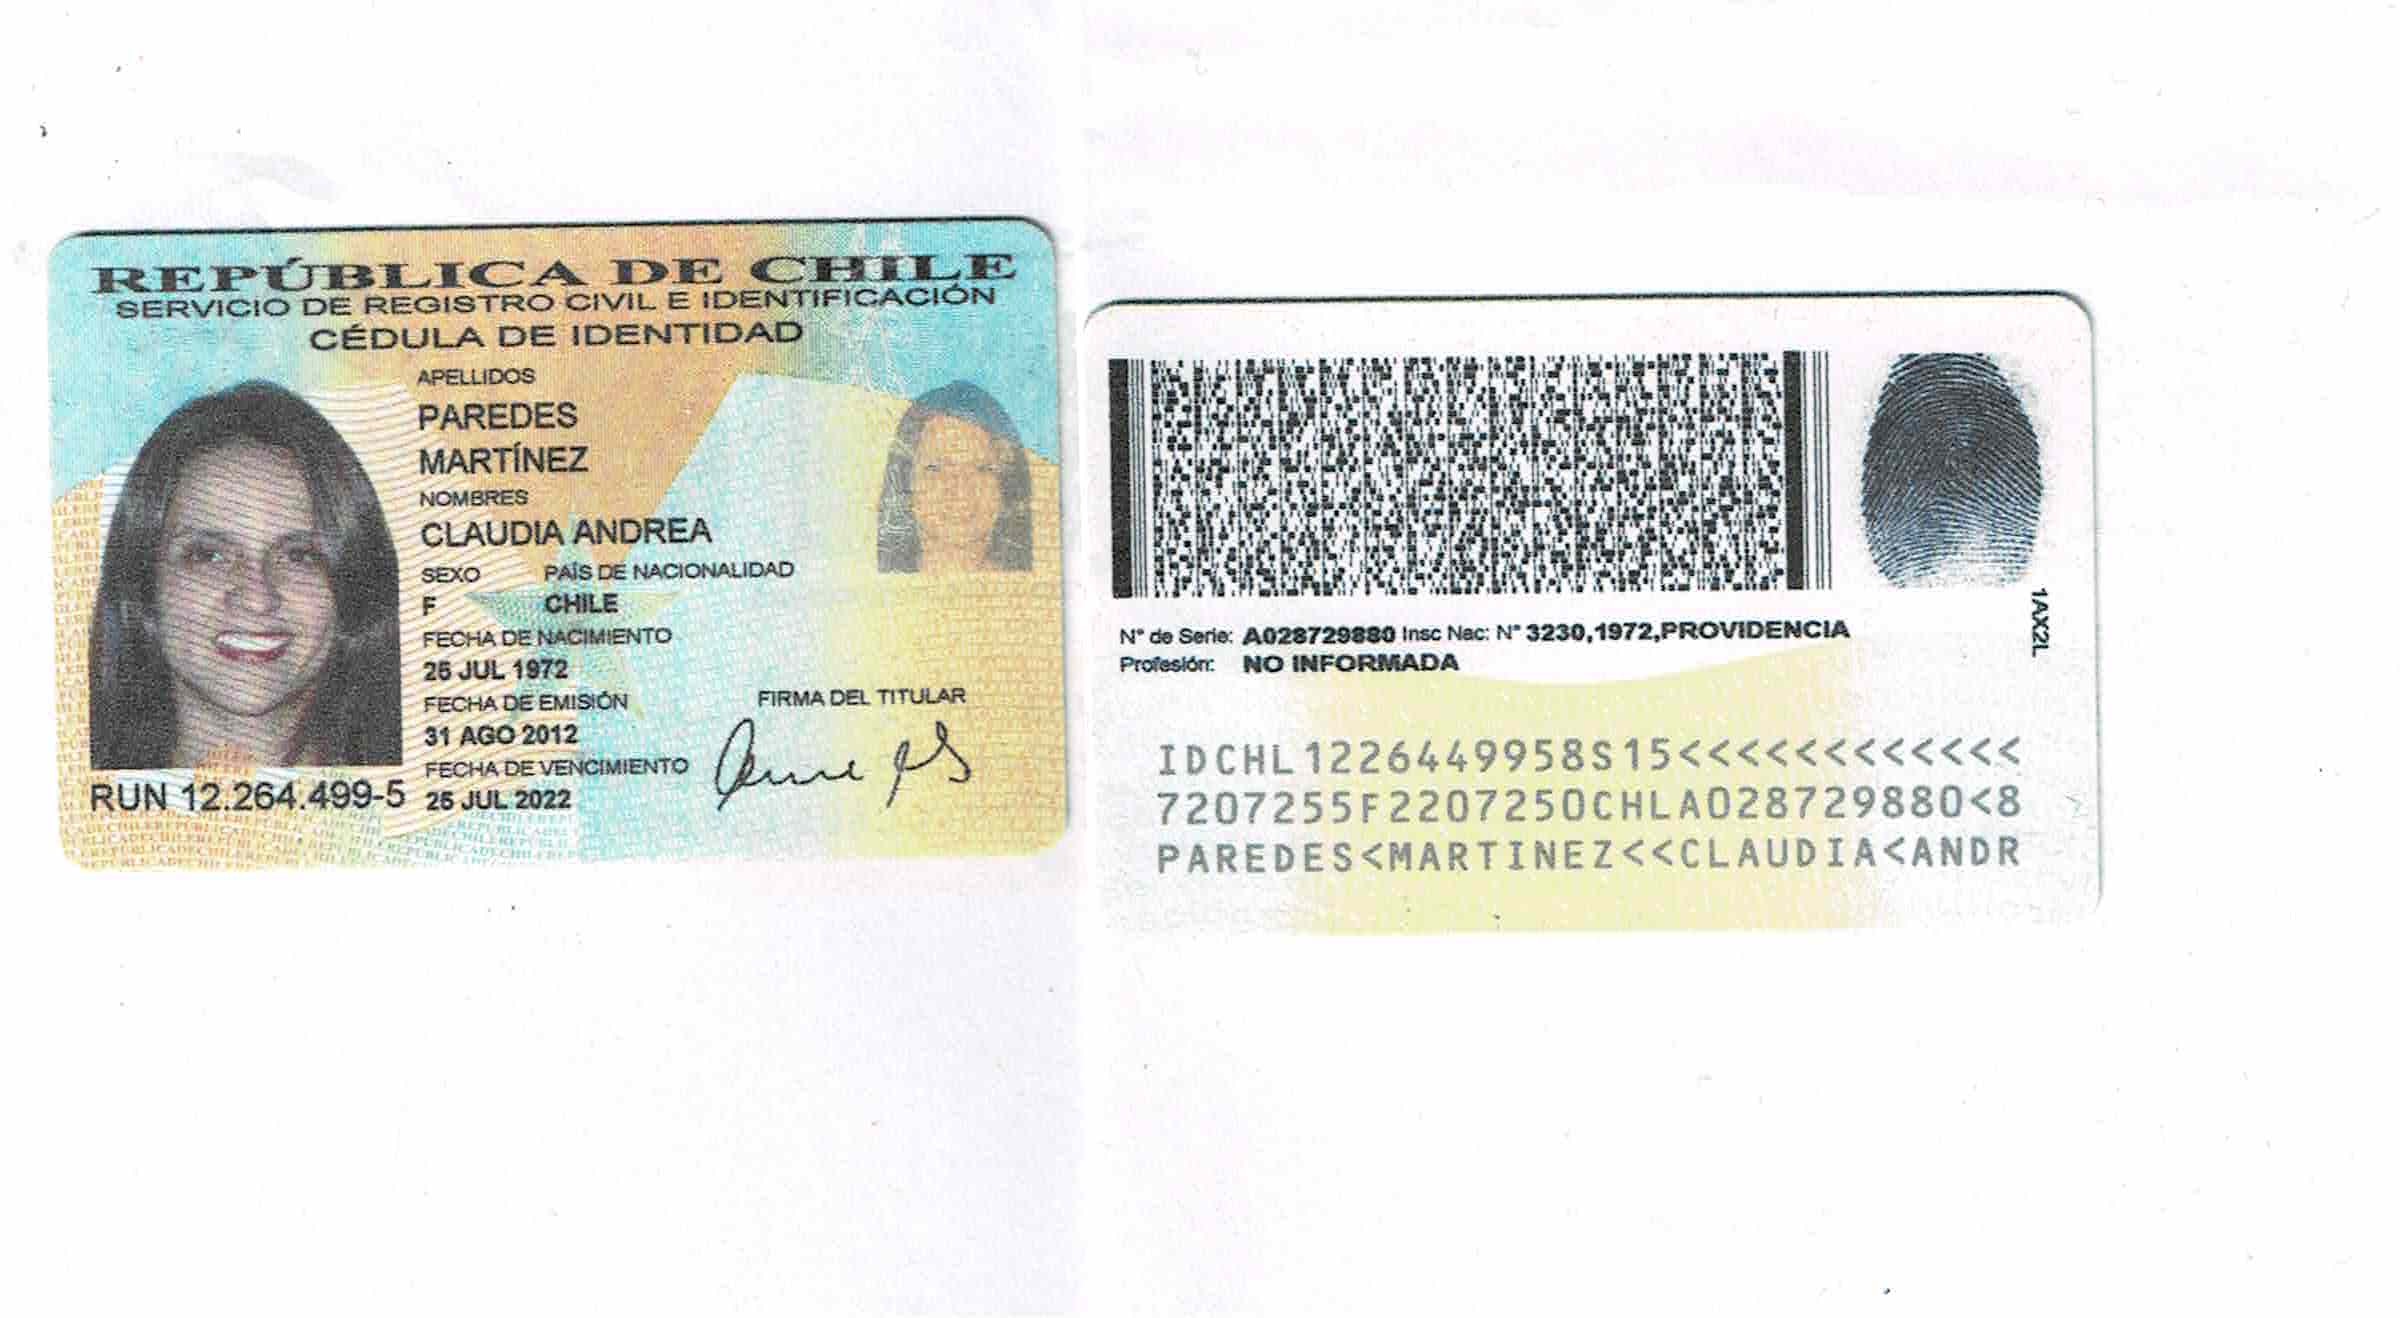 REPÚBLICA DE CHILE
SERVICIO DE REGISTRO CIVIL E IDENTIFICACIÓN
CÉDULA DE IDENTIDAD
APELLIDOS
PAREDES
MARTÍNEZ
NOMBRES
CLAUDIA ANDREA
SEXO PAÍS DE NACIONALIDAD
F CHILE
FECHA DE NACIMIENTO
25 JUL 1972
FECHA DE EMISIÓN
31 AGO 2012
FECHA DE VENCIMIENTO
25 JUL 2022
FIRMA DEL TITULAR
RUN 12.264.499-5
1AX2L
N° de Serie: A028729880 Insc Nac: N° 3230,1972,PROVIDENCIA
Profesión: NO INFORMADA
IDCHL1226449958S15<<<<<<<<<<<<
7207255F2207250CHLA028729880<8
PAREDES<MARTINEZ<<CLAUDIA<ANDR